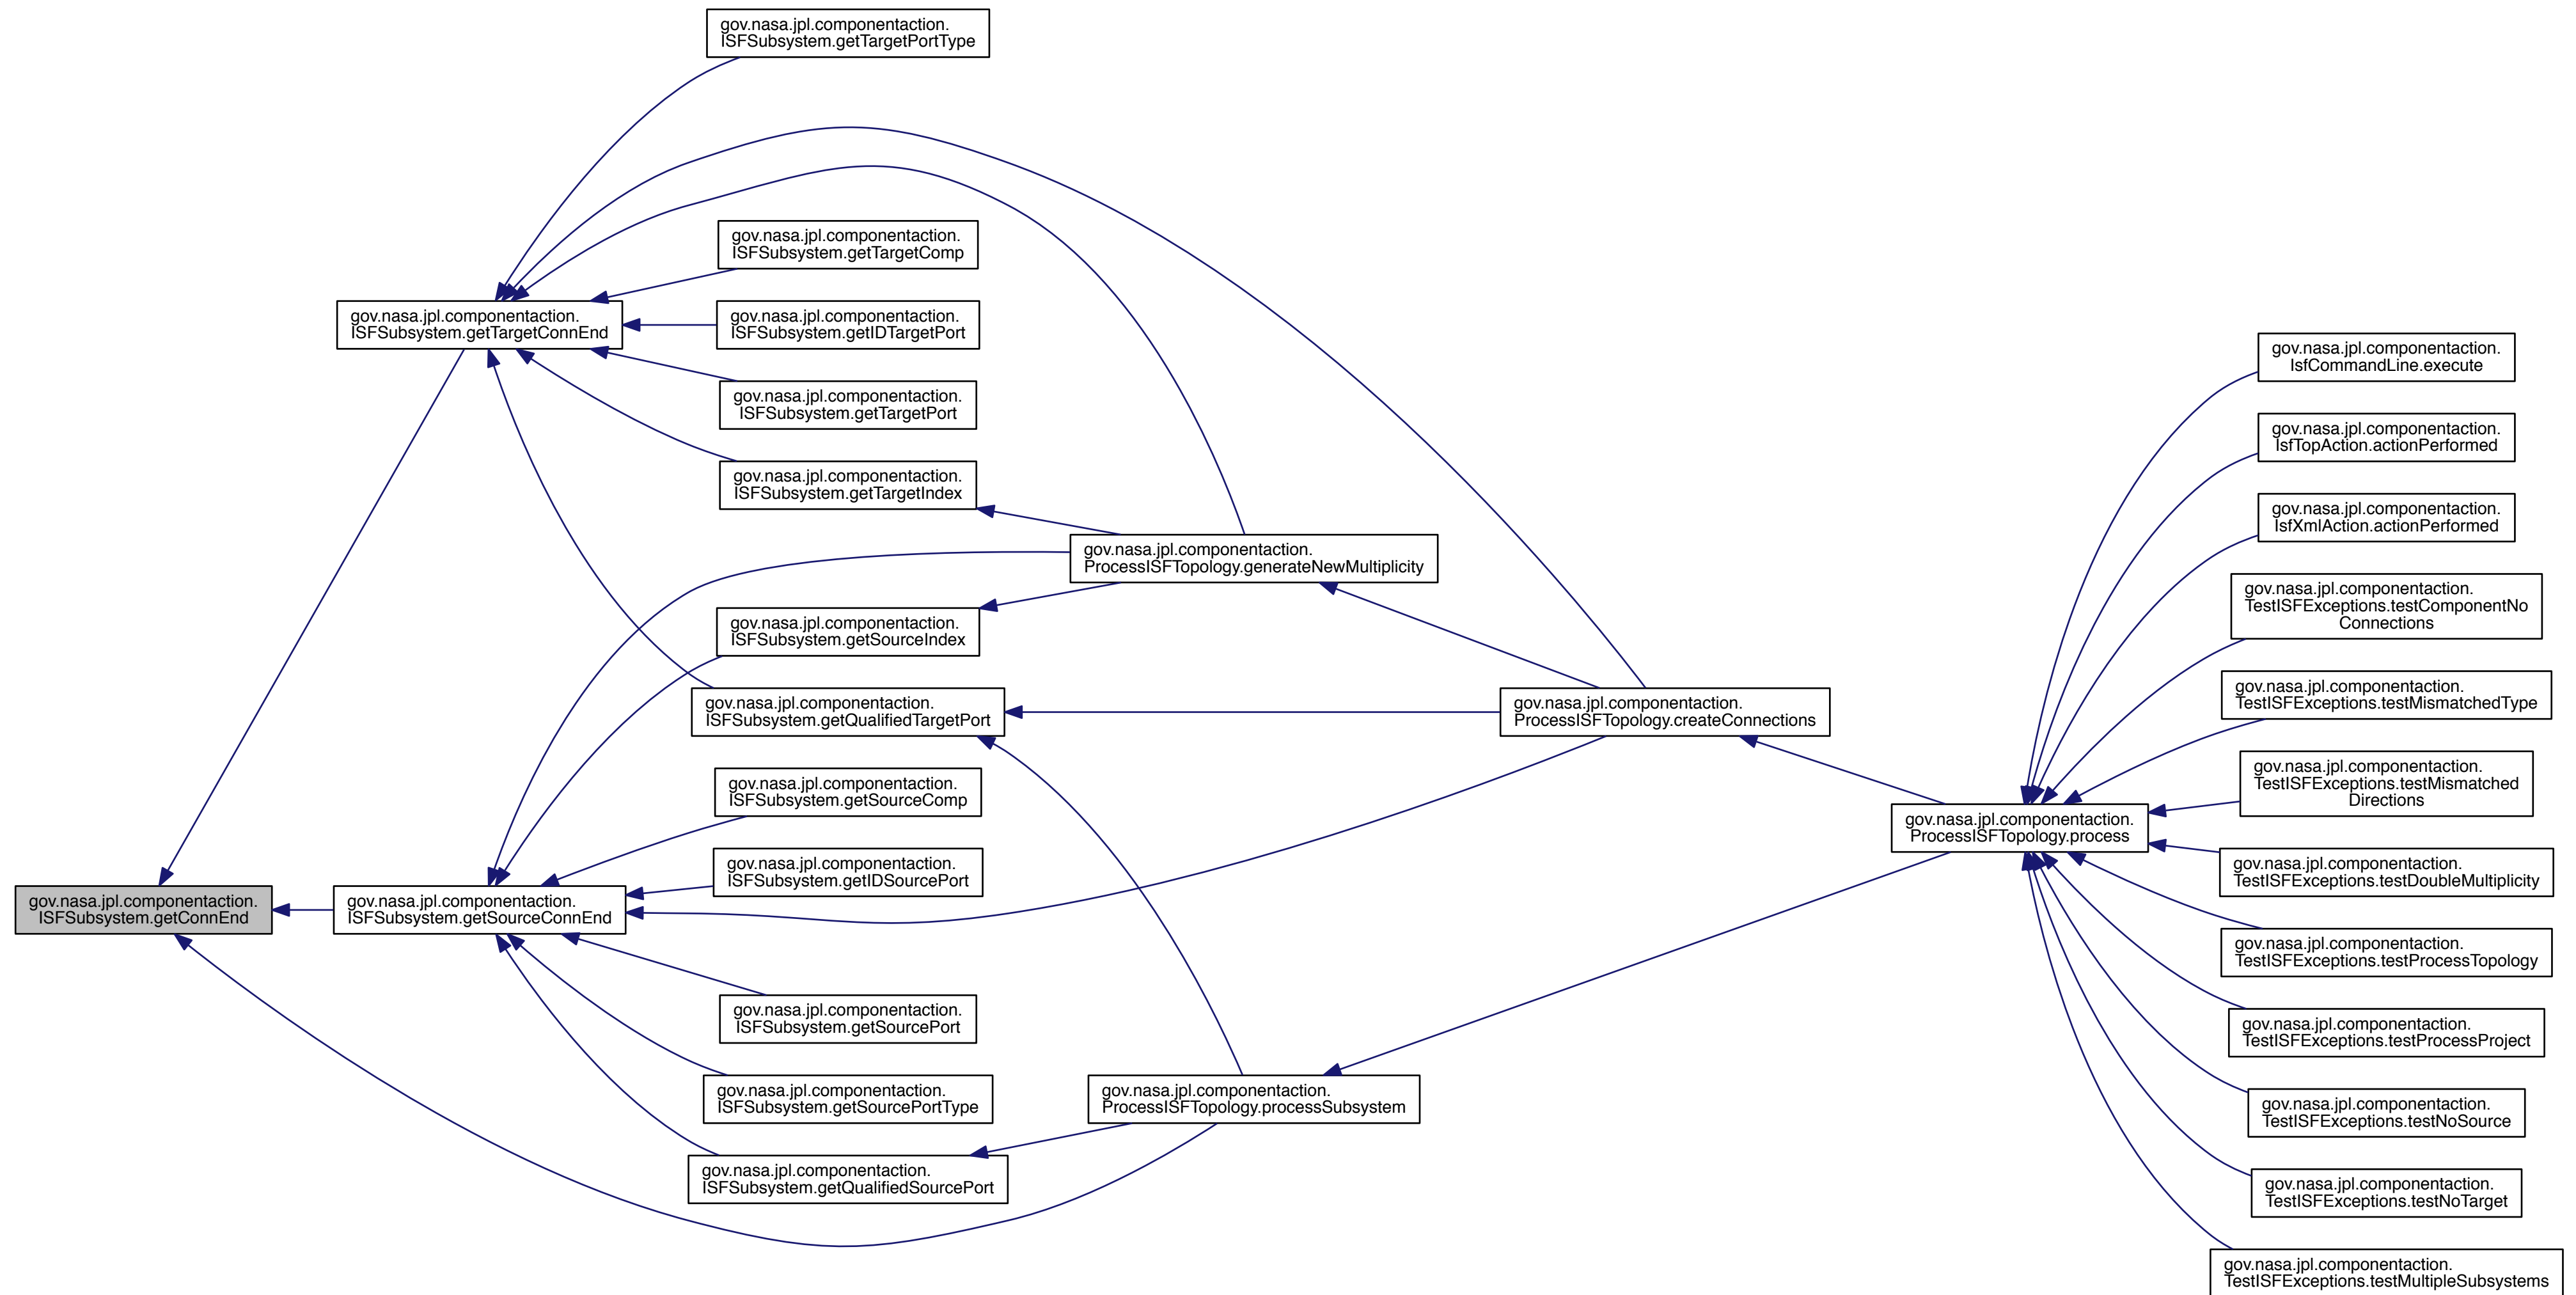 gov.nasa.jpl.componentaction.
ISFSubsystem.getConnEnd
gov.nasa.jpl.componentaction.
ISFSubsystem.getTargetConnEnd
gov.nasa.jpl.componentaction.
ISFSubsystem.getSourceConnEnd
gov.nasa.jpl.componentaction.
ISFSubsystem.getTargetPortType
gov.nasa.jpl.componentaction.
ISFSubsystem.getTargetComp
gov.nasa.jpl.componentaction.
ISFSubsystem.getIDTargetPort
gov.nasa.jpl.componentaction.
ISFSubsystem.getTargetPort
gov.nasa.jpl.componentaction.
ISFSubsystem.getTargetIndex
gov.nasa.jpl.componentaction.
ISFSubsystem.getSourceIndex
gov.nasa.jpl.componentaction.
ISFSubsystem.getQualifiedTargetPort
gov.nasa.jpl.componentaction.
ISFSubsystem.getSourceComp
gov.nasa.jpl.componentaction.
ISFSubsystem.getIDSourcePort
gov.nasa.jpl.componentaction.
ISFSubsystem.getSourcePort
gov.nasa.jpl.componentaction.
ISFSubsystem.getSourcePortType
gov.nasa.jpl.componentaction.
ISFSubsystem.getQualifiedSourcePort
gov.nasa.jpl.componentaction.
ProcessISFTopology.generateNewMultiplicity
gov.nasa.jpl.componentaction.
ProcessISFTopology.processSubsystem
gov.nasa.jpl.componentaction.
ProcessISFTopology.createConnections
gov.nasa.jpl.componentaction.
ProcessISFTopology.process
gov.nasa.jpl.componentaction.
IsfCommandLine.execute
gov.nasa.jpl.componentaction.
IsfTopAction.actionPerformed
gov.nasa.jpl.componentaction.
IsfXmlAction.actionPerformed
gov.nasa.jpl.componentaction.
TestISFExceptions.testComponentNo
Connections
gov.nasa.jpl.componentaction.
TestISFExceptions.testMismatchedType
gov.nasa.jpl.componentaction.
TestISFExceptions.testMismatched
Directions
gov.nasa.jpl.componentaction.
TestISFExceptions.testDoubleMultiplicity
gov.nasa.jpl.componentaction.
TestISFExceptions.testProcessTopology
gov.nasa.jpl.componentaction.
TestISFExceptions.testProcessProject
gov.nasa.jpl.componentaction.
TestISFExceptions.testNoSource
gov.nasa.jpl.componentaction.
TestISFExceptions.testNoTarget
gov.nasa.jpl.componentaction.
TestISFExceptions.testMultipleSubsystems